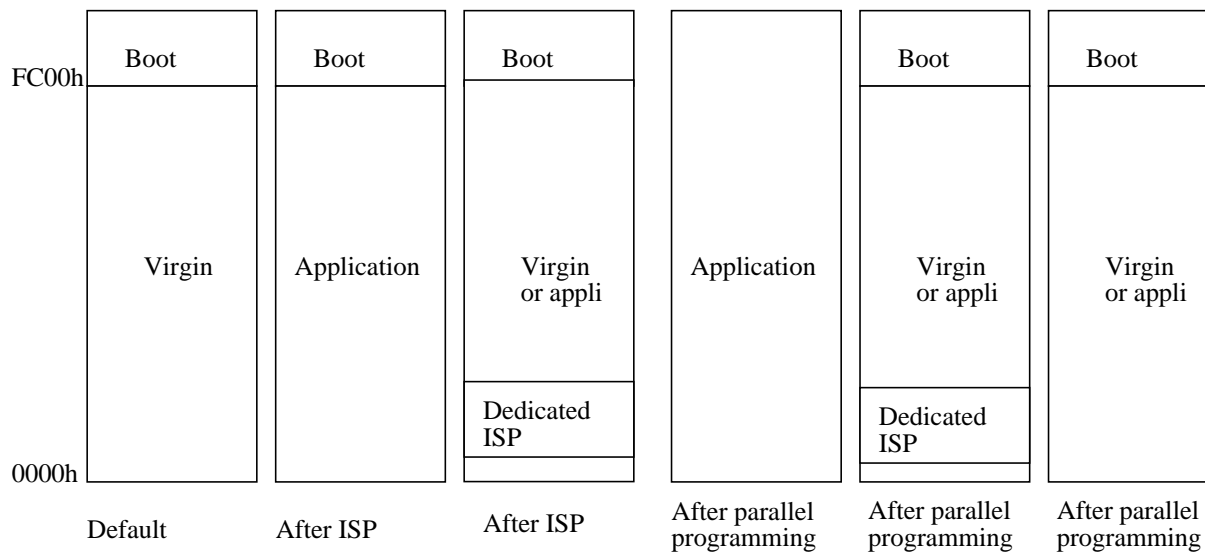 Boot
Boot
Boot
Boot
Boot
FC00h
Virgin
Application
Virgin
or appli
Application
Virgin
or appli
Virgin
or appli
Dedicated
ISP
Dedicated
ISP
0000h
Default
After ISP
After ISP
After parallel
programming
After parallel
programming
After parallel
programming